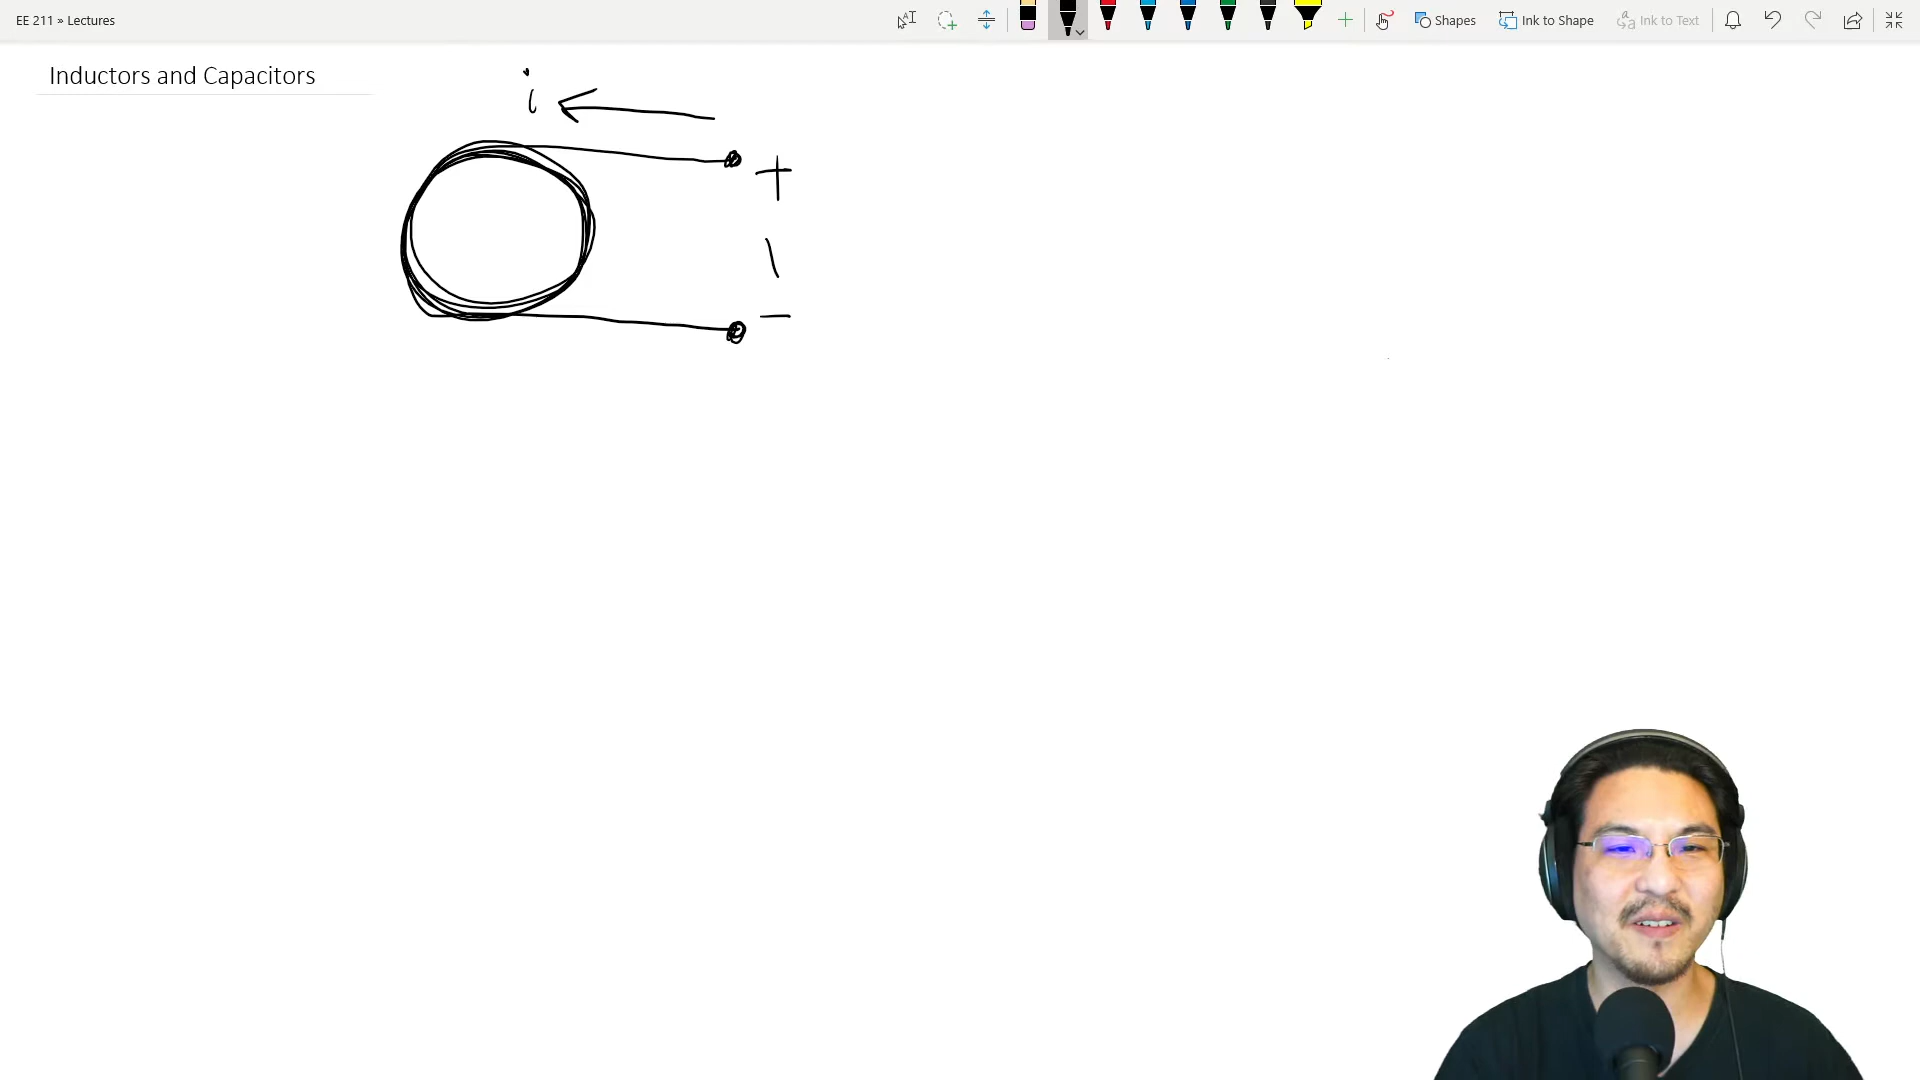 EE 211 » Lectures
Shapes
Ink to Shape
Ink to Text
Inductors and Capacitors
i
+
\
−